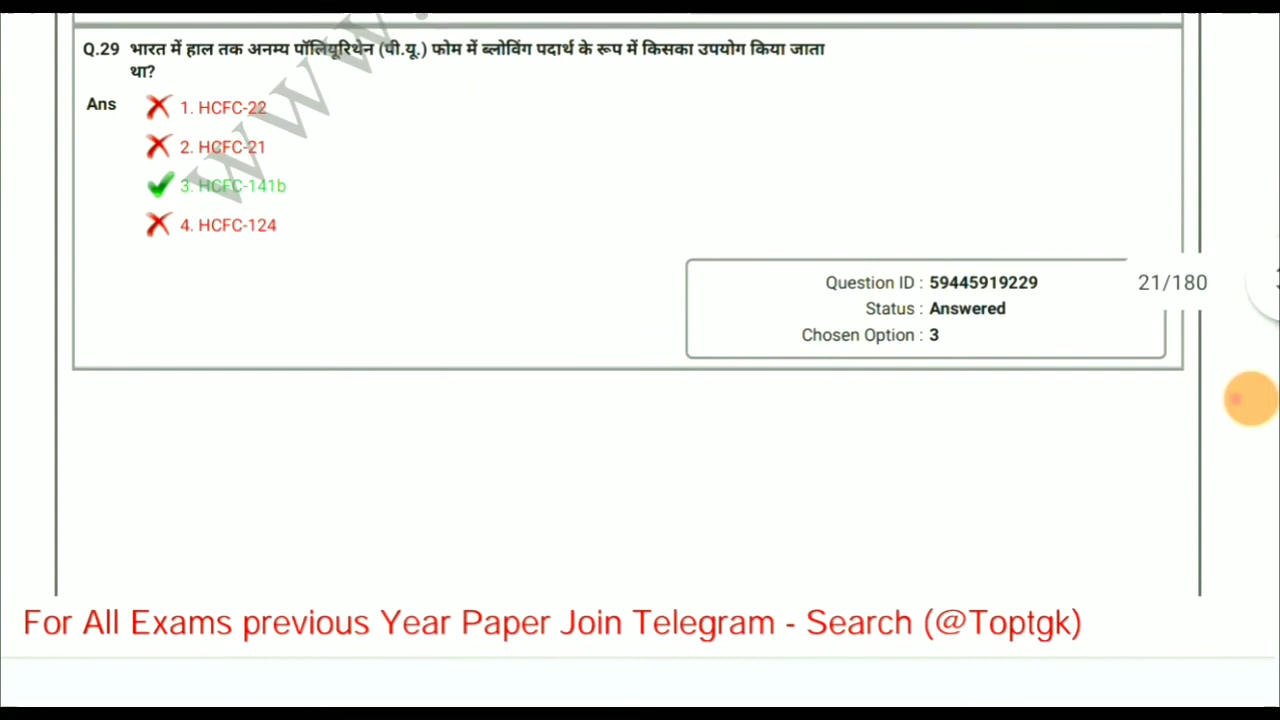 Q.29 भारत में हाल तक अनम्य पॉलियूरिथेन (पी.यू.) फोम में ब्लोविंग पदार्थ के रूप में किसका उपयोग किया जाता
था?
Ans
1. HCFC-22
2. HCFC-21
3. HCFC-141b
4. HCFC-124
www.
Question ID : 59445919229
Status : Answered
Chosen Option : 3
21/180
For All Exams previous Year Paper Join Telegram - Search (@Toptgk)